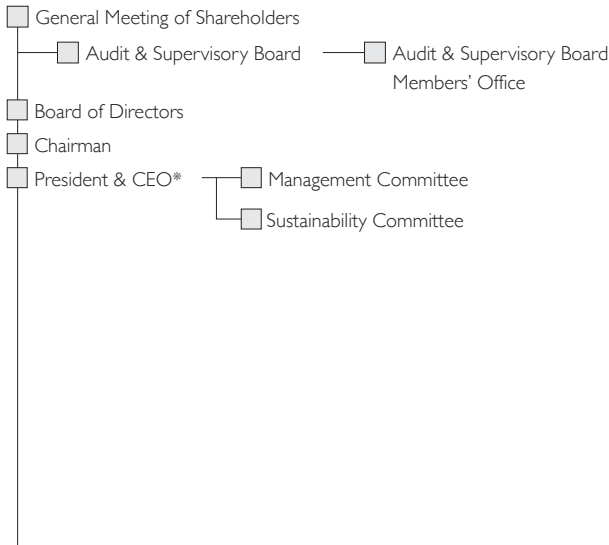 General Meeting of Shareholders
Audit & Supervisory Board
Audit & Supervisory Board
Members’ Office
Board of Directors
Chairman
President & CEO*
Management Committee
Sustainability Committee